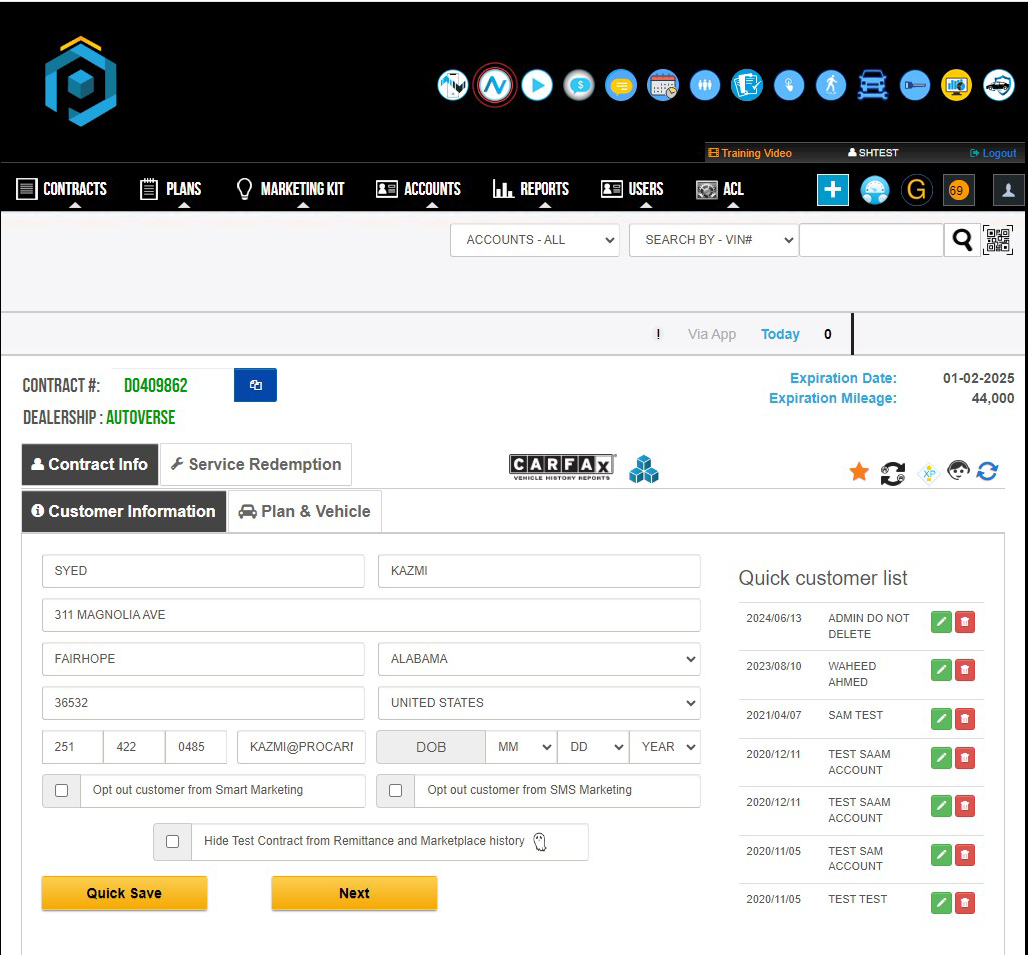 Training Video SHTEST Logout
CONTRACTS PLANS MARKETING KIT ACCOUNTS REPORTS USERS ACL G 69
ACCOUNTS - ALL SEARCH BY - VIN#
! Via App Today 0
CONTRACT #: D0409862
DEALERSHIP : AUTOVERSE
Expiration Date: 01-02-2025
Expiration Mileage: 44,000
Contract Info Service Redemption
CARFAX
VEHICLE HISTORY REPORTS
XP
Customer Information Plan & Vehicle
SYED KAZMI
311 MAGNOLIA AVE
FAIRHOPE ALABAMA
36532 UNITED STATES
251 422 0485 KAZMI@PROCARM DOB MM DD YEAR
Opt out customer from Smart Marketing Opt out customer from SMS Marketing
Hide Test Contract from Remittance and Marketplace history
Quick Save Next
Quick customer list
2024/06/13 ADMIN DO NOT
DELETE
2023/08/10 WAHEED
AHMED
2021/04/07 SAM TEST
2020/12/11 TEST SAAM
ACCOUNT
2020/12/11 TEST SAAM
ACCOUNT
2020/11/05 TEST SAM
ACCOUNT
2020/11/05 TEST TEST